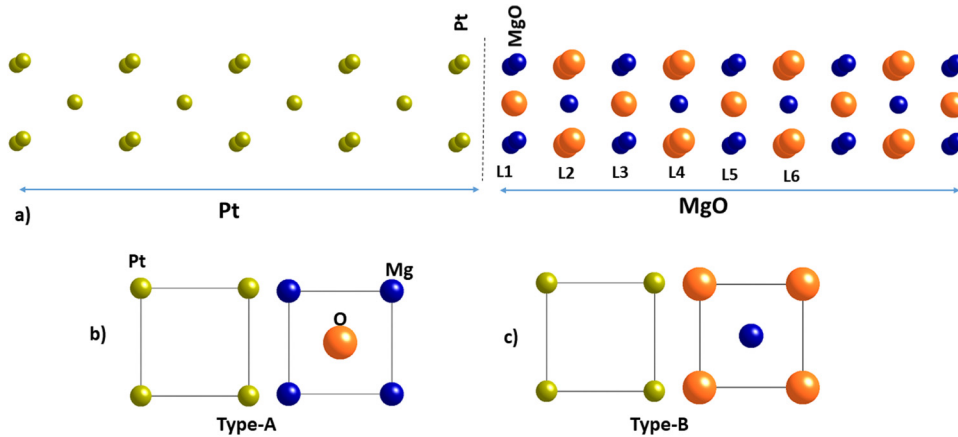 Pt
MgO
L1 L2 L3 L4 L5 L6
Pt
MgO
a)
Pt
Mg
O
b)
Type-A
c)
Type-B